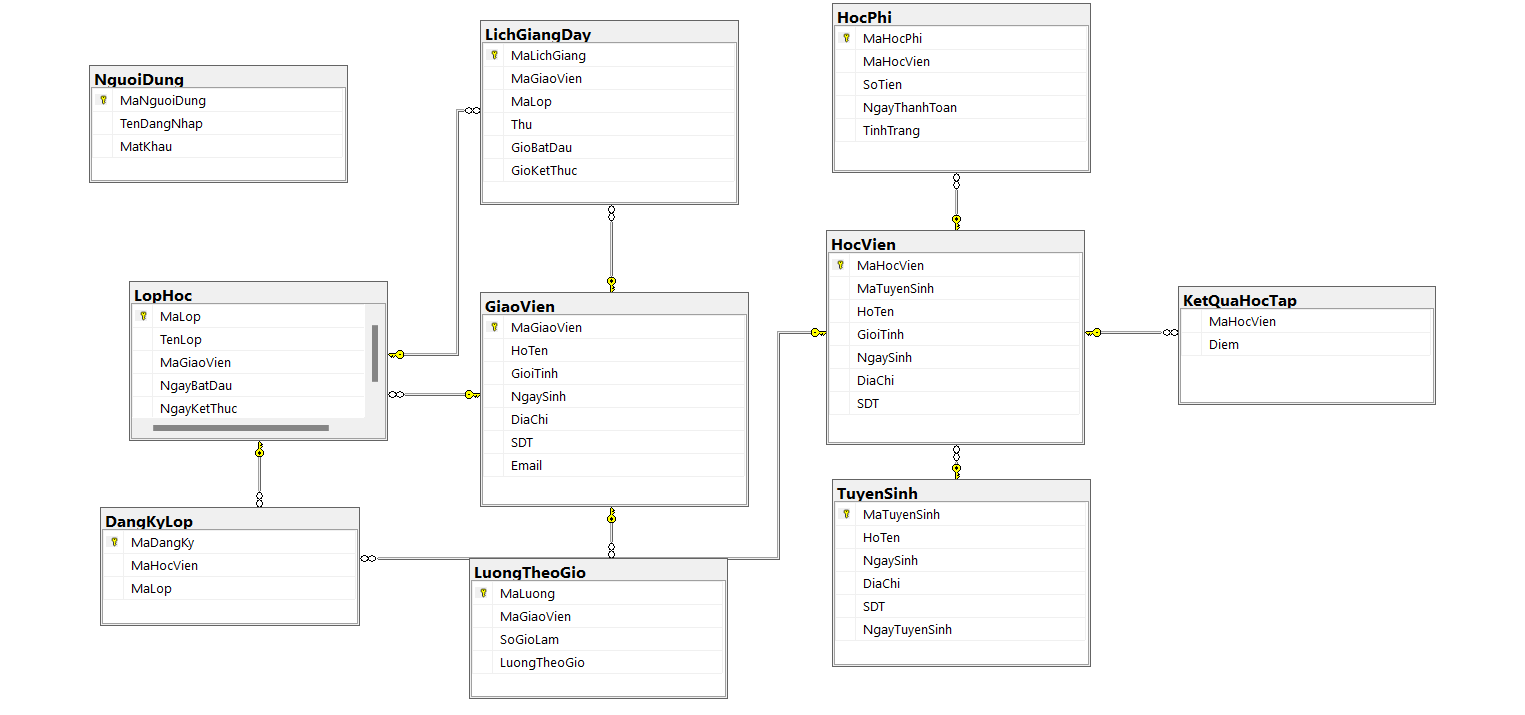 NguoiDung
MaNguoiDung
TenDangNhap
MatKhau
LichGiangDay
MaLichGiang
MaGiaoVien
MaLop
Thu
GioBatDau
GioKetThuc
HocPhi
MaHocPhi
MaHocVien
SoTien
NgayThanhToan
TinhTrang
LopHoc
MaLop
TenLop
MaGiaoVien
NgayBatDau
NgayKetThuc
GiaoVien
MaGiaoVien
HoTen
GioiTinh
NgaySinh
DiaChi
SDT
Email
HocVien
MaHocVien
MaTuyenSinh
HoTen
GioiTinh
NgaySinh
DiaChi
SDT
KetQuaHocTap
MaHocVien
Diem
DangKyLop
MaDangKy
MaHocVien
MaLop
LuongTheoGio
MaLuong
MaGiaoVien
SoGioLam
LuongTheoGio
TuyenSinh
MaTuyenSinh
HoTen
NgaySinh
DiaChi
SDT
NgayTuyenSinh